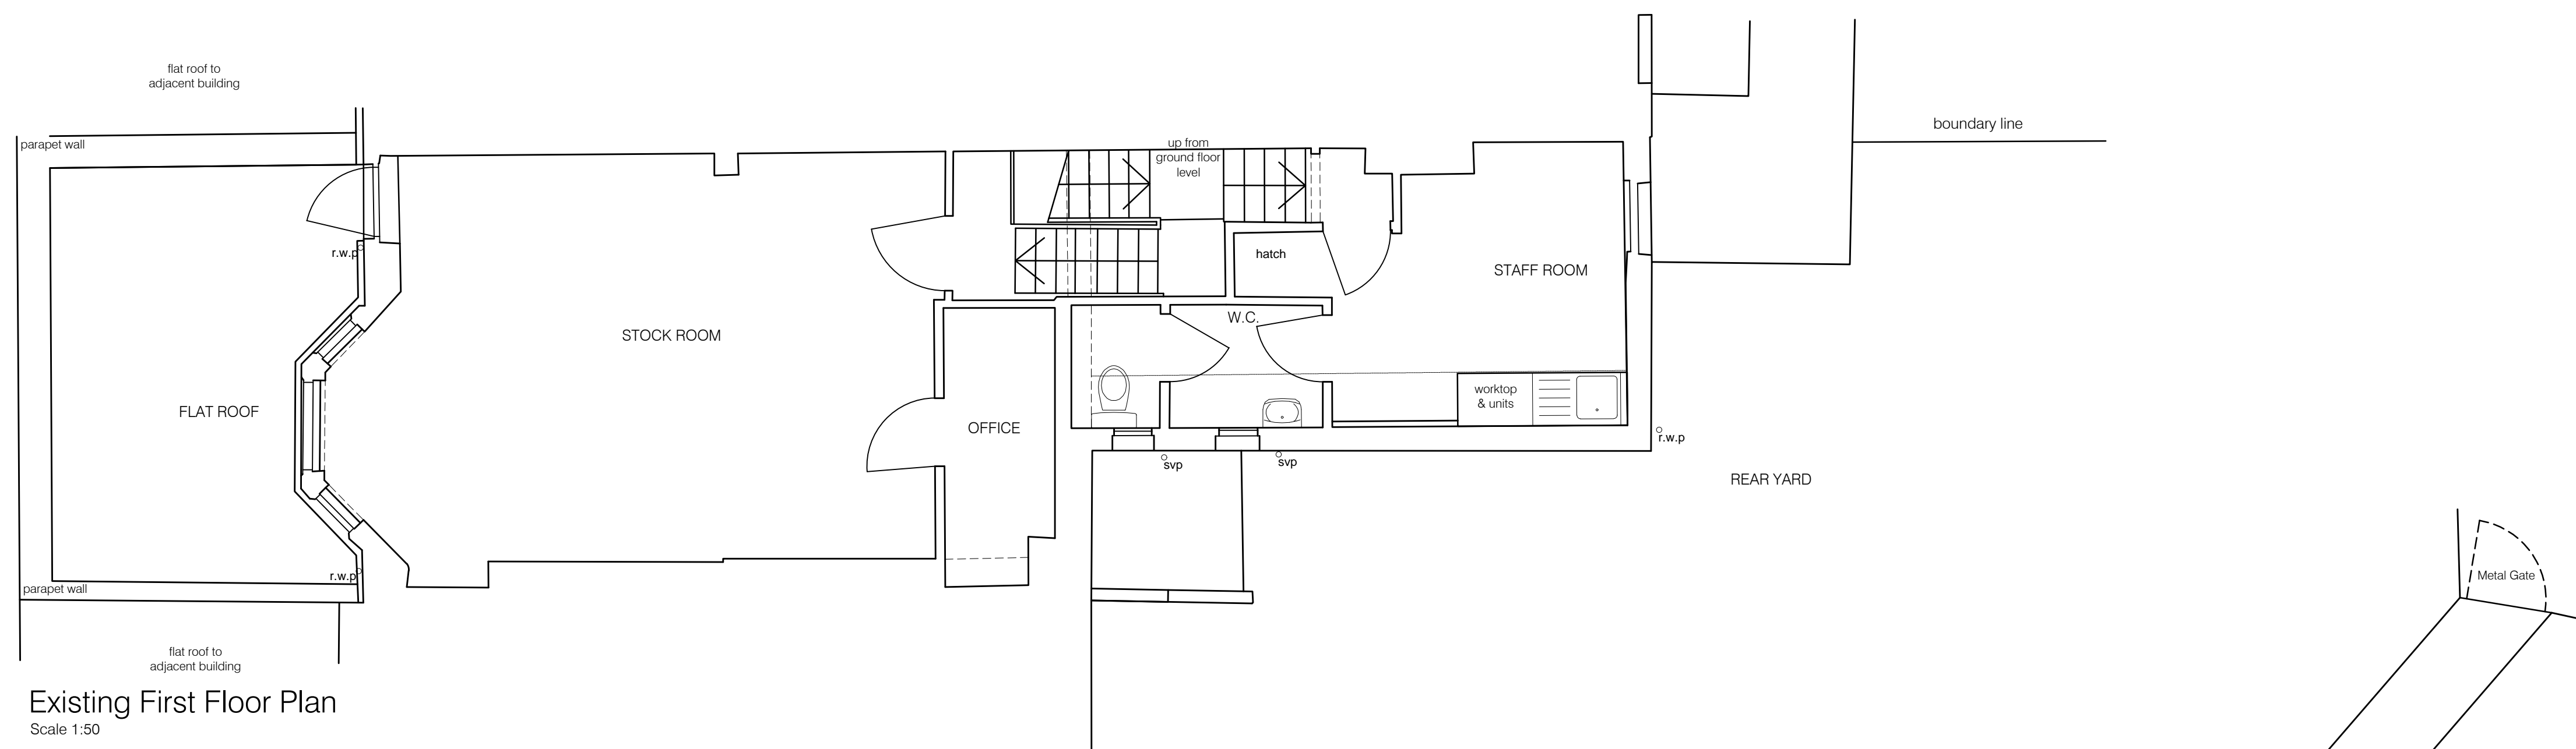 flat roof to
adjacent building
parapet wall
up from
ground floor
level
boundary line
r.w.p
hatch
STAFF ROOM
W.C.
STOCK ROOM
worktop
& units
FLAT ROOF
OFFICE
r.w.p
svp
svp
REAR YARD
r.w.p
Metal Gate
parapet wall
flat roof to
adjacent building
Existing First Floor Plan
Scale 1:50